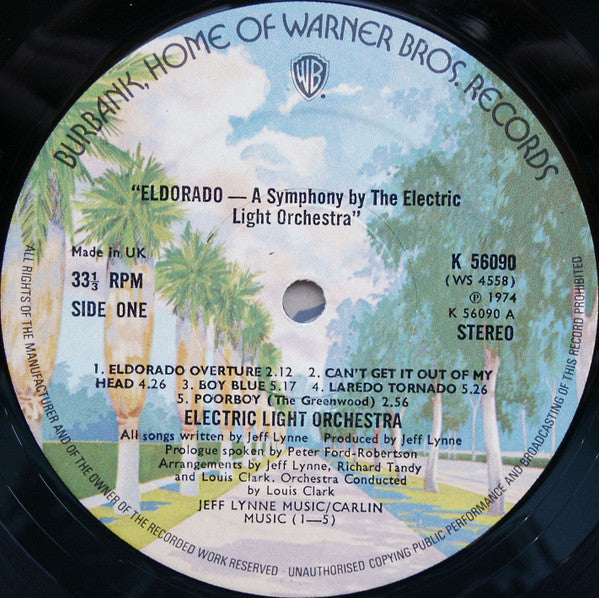 BURBANK, HOME OF WARNER BROS. RECORDS
WB
"ELDORADO — A Symphony by The Electric
Light Orchestra"
Made in UK
33⅓ RPM
SIDE ONE
K 56090
(WS 4558)
℗ 1974
K 56090 A
STEREO
1. ELDORADO OVERTURE 2.12 2. CAN'T GET IT OUT OF MY
HEAD 4.26 3. BOY BLUE 5.17 4. LAREDO TORNADO 5.26
5. POORBOY (The Greenwood) 2.56
ELECTRIC LIGHT ORCHESTRA
All songs written by Jeff Lynne Produced by Jeff Lynne
Prologue spoken by Peter Ford-Robertson
Arrangements by Jeff Lynne, Richard Tandy
and Louis Clark. Orchestra Conducted
by Louis Clark
JEFF LYNNE MUSIC/CARLIN
MUSIC (1—5)
ALL RIGHTS OF THE MANUFACTURER AND OF THE OWNER OF THE RECORDED WORK RESERVED · UNAUTHORISED COPYING PUBLIC PERFORMANCE AND BROADCASTING OF THIS RECORD PROHIBITED